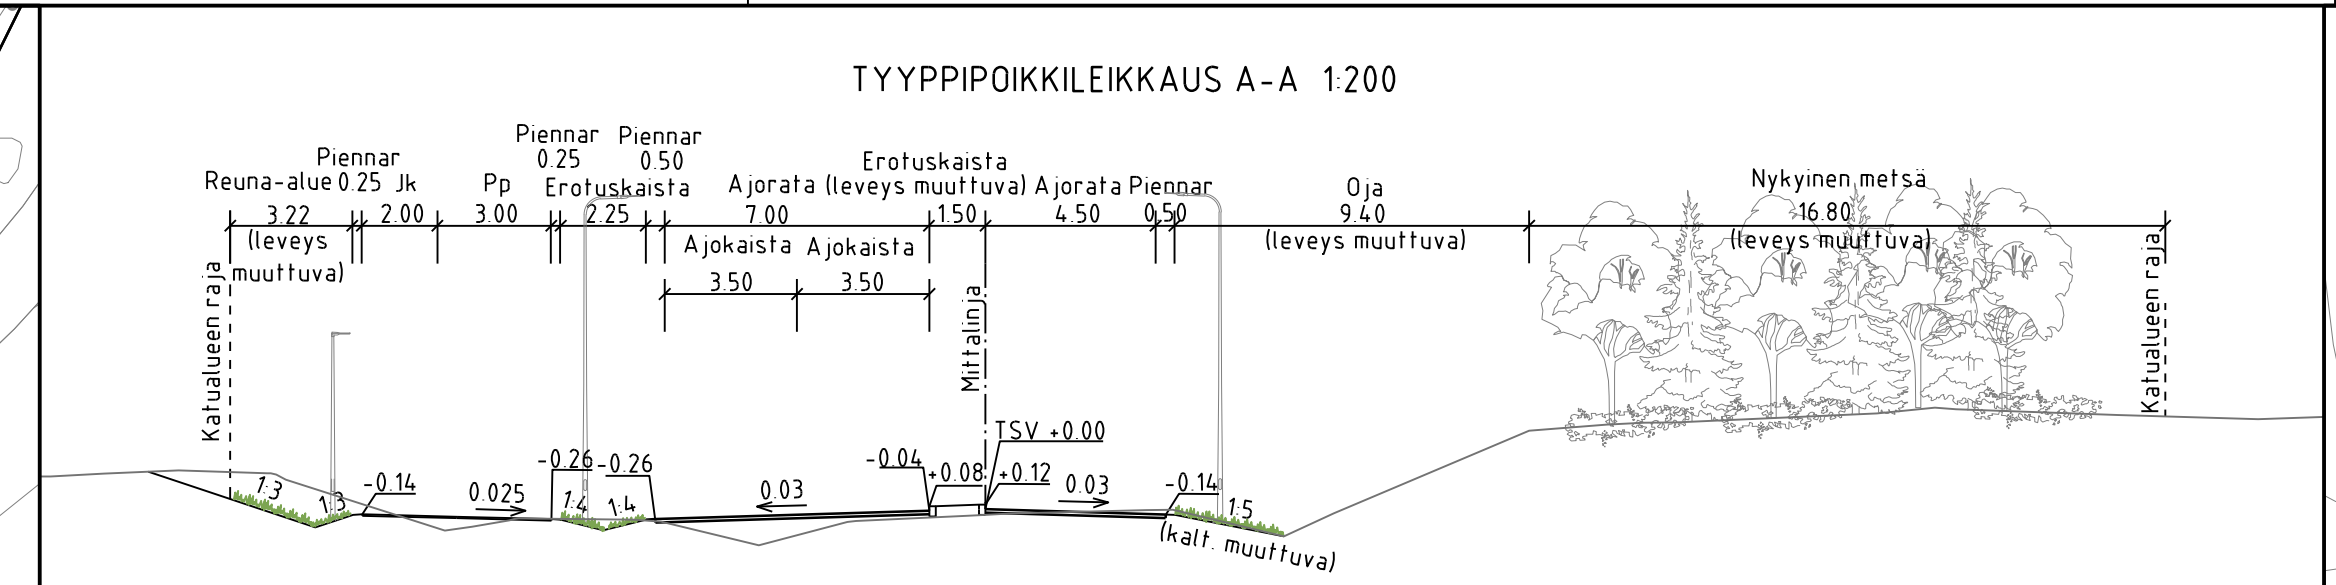 TYYPPIPOIKKILEIKKAUS A-A 1:200
Piennar Piennar
0.25 0.50
Piennar Erotuskaista
Reuna-alue 0.25 Jk Pp Erotuskaista Ajorata (leveys muuttuva) Ajorata Piennar Oja Nykyinen metsä
3.22 2.00 3.00 2.25 7.00 1.50 4.50 0.50 9.40 16.80
(leveys muuttuva) Ajokaista Ajokaista (leveys muuttuva) (leveys muuttuva)
3.50 3.50
Katualueen raja
Mittalinja
Katualueen raja
TSV +0.00
-0.26 -0.26 -0.04 +0.08 +0.12
1:3 1:3 -0.14 0.025 1:4 1:4 0.03 0.03 -0.14 1:5
(kalt. muuttuva)